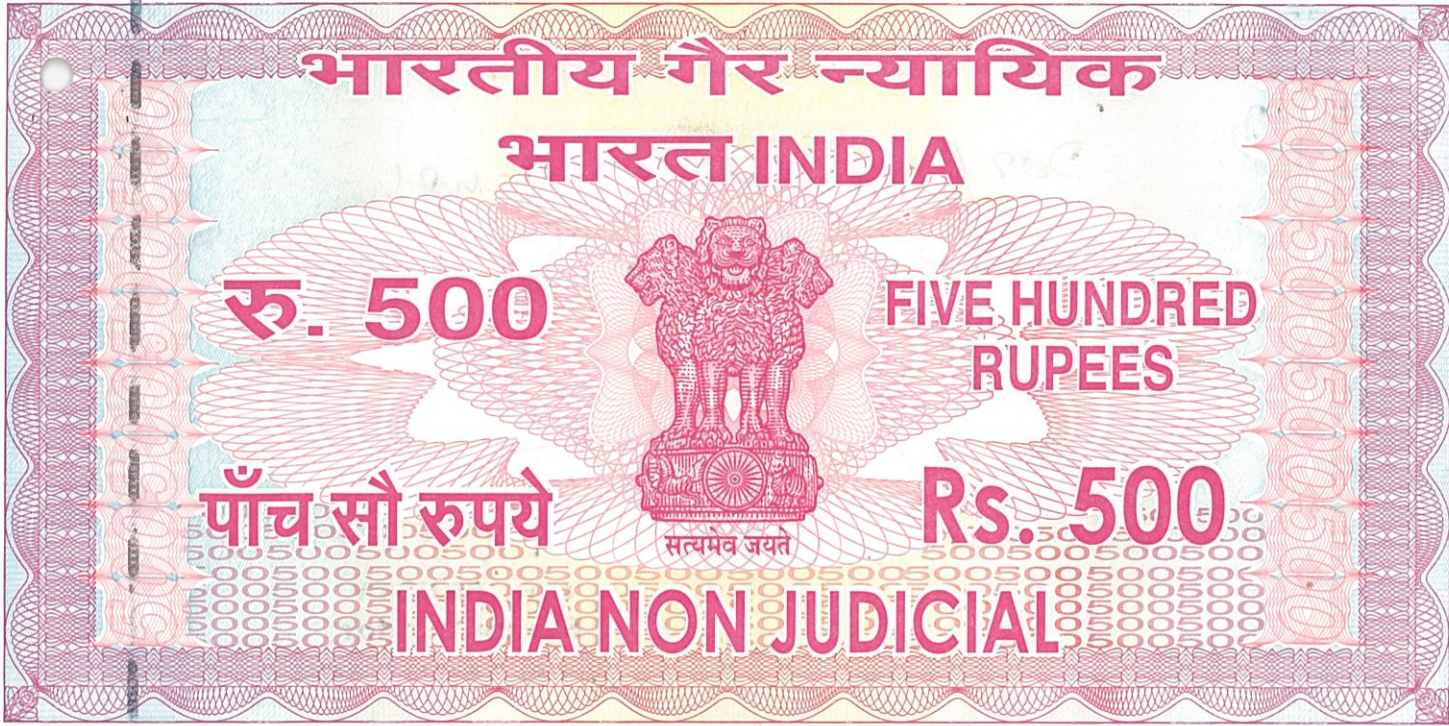 भारतीय गैर न्यायिक
भारत INDIA
रु. 500
FIVE HUNDRED
RUPEES
पाँच सौ रुपये
Rs. 500
सत्यमेव जयते
INDIA NON JUDICIAL